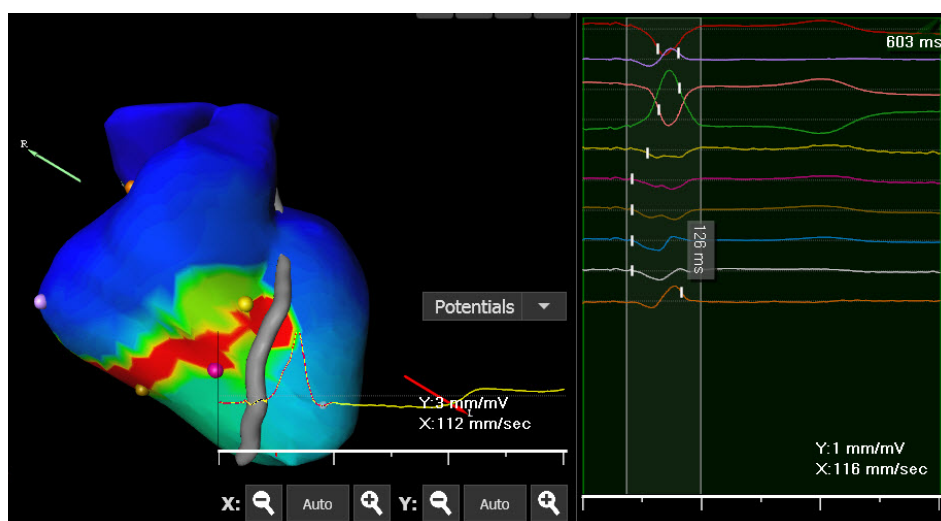 R
603 ms
126 ms
Potentials
Y:3 mm/mV
L
X:112 mm/sec
Y:1 mm/mV
X:116 mm/sec
X:
Auto
Y:
Auto